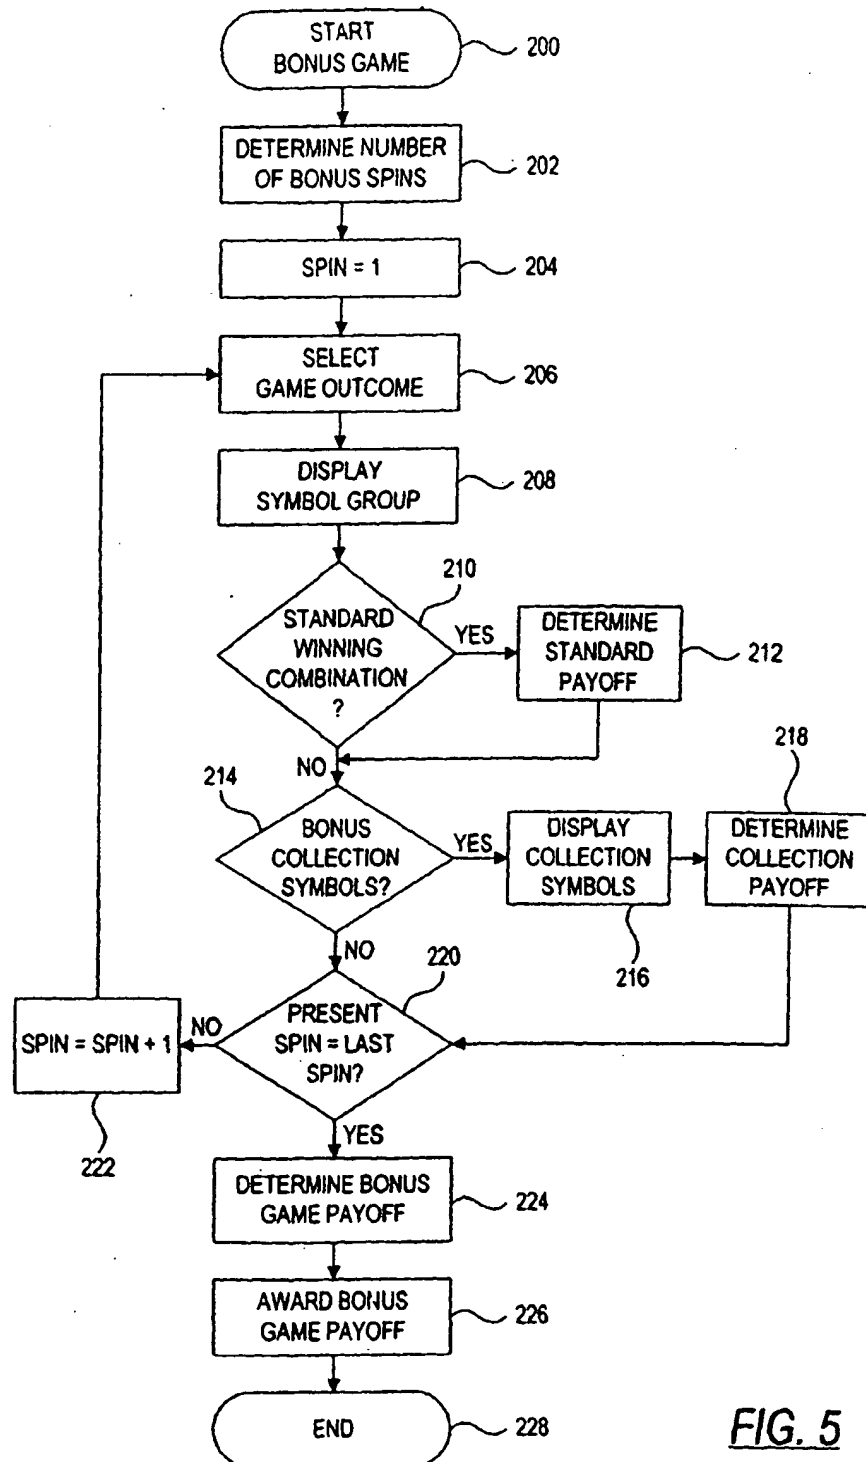 START
BONUS GAME
200
DETERMINE NUMBER
OF BONUS SPINS
202
SPIN = 1
204
SELECT
GAME OUTCOME
206
DISPLAY
SYMBOL GROUP
208
210
STANDARD
WINNING
COMBINATION
?
YES
DETERMINE
STANDARD
PAYOFF
212
NO
214
BONUS
COLLECTION
SYMBOLS?
YES
DISPLAY
COLLECTION
SYMBOLS
216
218
DETERMINE
COLLECTION
PAYOFF
NO
220
PRESENT
SPIN = LAST
SPIN?
NO
SPIN = SPIN + 1
222
YES
DETERMINE BONUS
GAME PAYOFF
224
AWARD BONUS
GAME PAYOFF
226
END
228
FIG. 5